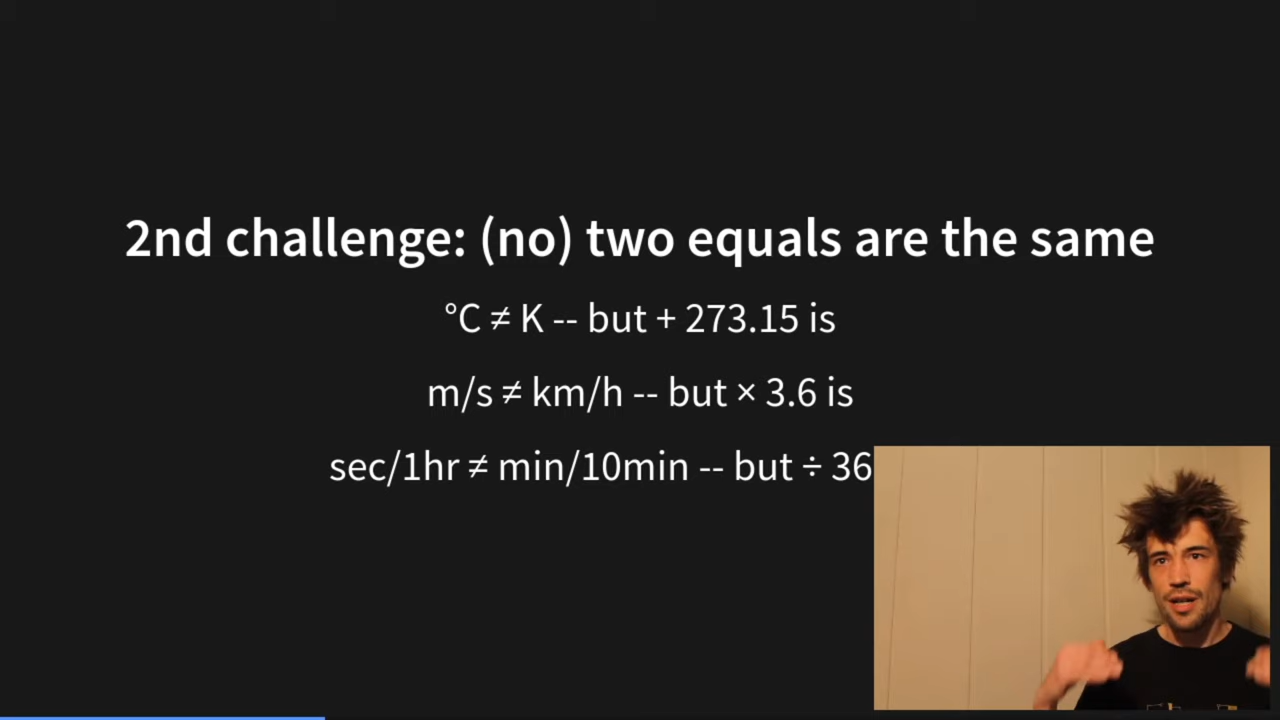 2nd challenge: (no) two equals are the same
°C ≠ K -- but + 273.15 is
m/s ≠ km/h -- but × 3.6 is
sec/1hr ≠ min/10min -- but ÷ 36